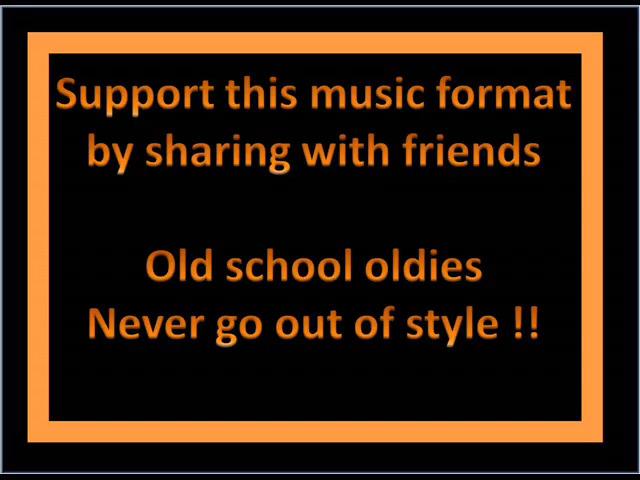 Support this music format
by sharing with friends
Old school oldies
Never go out of style !!